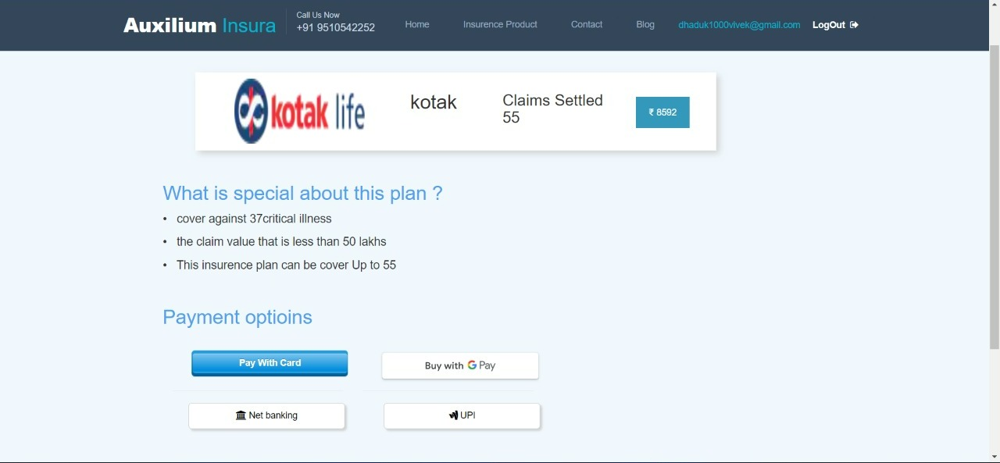 Auxilium Insura
Call Us Now
+91 9510542252
Home
Insurence Product
Contact
Blog
dhaduk1000vivek@gmail.com
LogOut
kotak life
kotak
Claims Settled
55
₹ 8592
What is special about this plan ?
• cover against 37critical illness
• the claim value that is less than 50 lakhs
• This insurence plan can be cover Up to 55
Payment optioins
Pay With Card
Buy with G Pay
Net banking
UPI